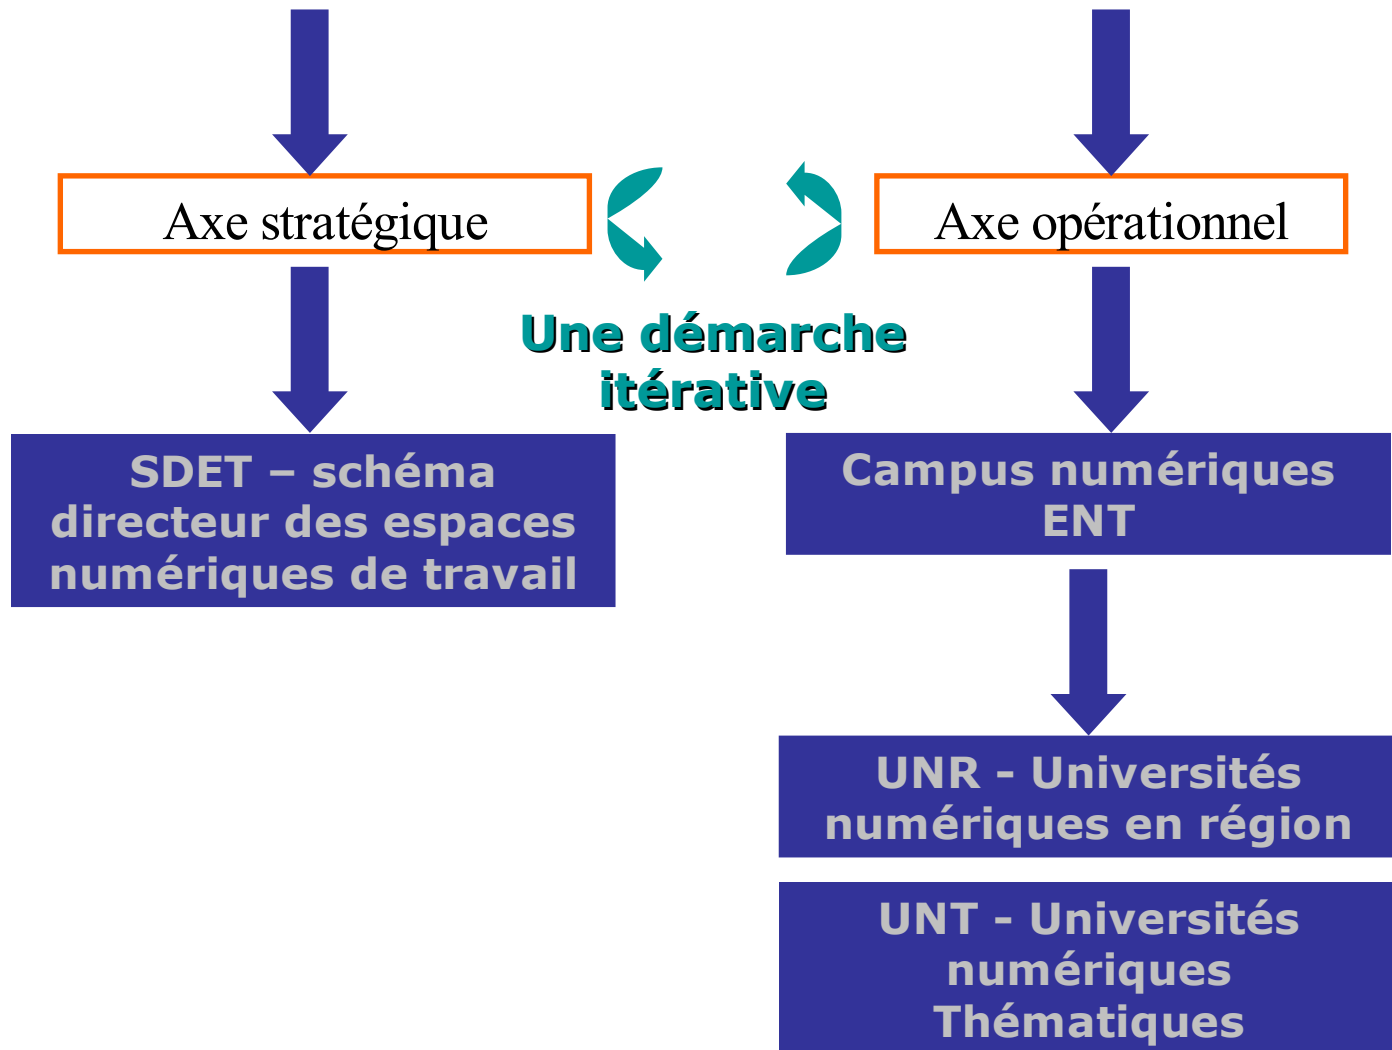 Axe stratégique
Axe opérationnel
Une démarche
itérative
SDET – schéma
directeur des espaces
numériques de travail
Campus numériques
ENT
UNR - Universités
numériques en région
UNT - Universités
numériques
Thématiques